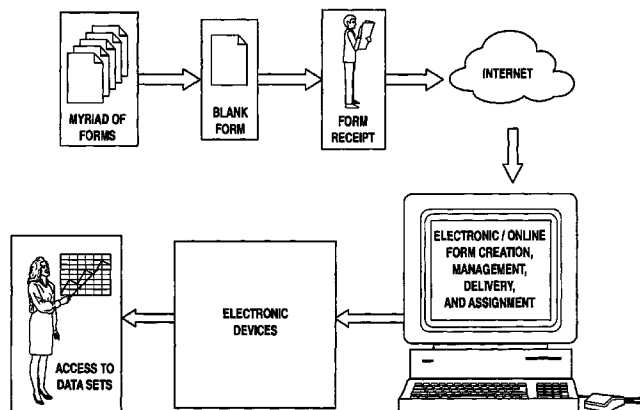 MYRIAD OF
FORMS
BLANK
FORM
FORM
RECEIPT
INTERNET
ELECTRONIC / ONLINE
FORM CREATION,
MANAGEMENT,
DELIVERY,
AND ASSIGNMENT
ELECTRONIC
DEVICES
ACCESS TO
DATA SETS